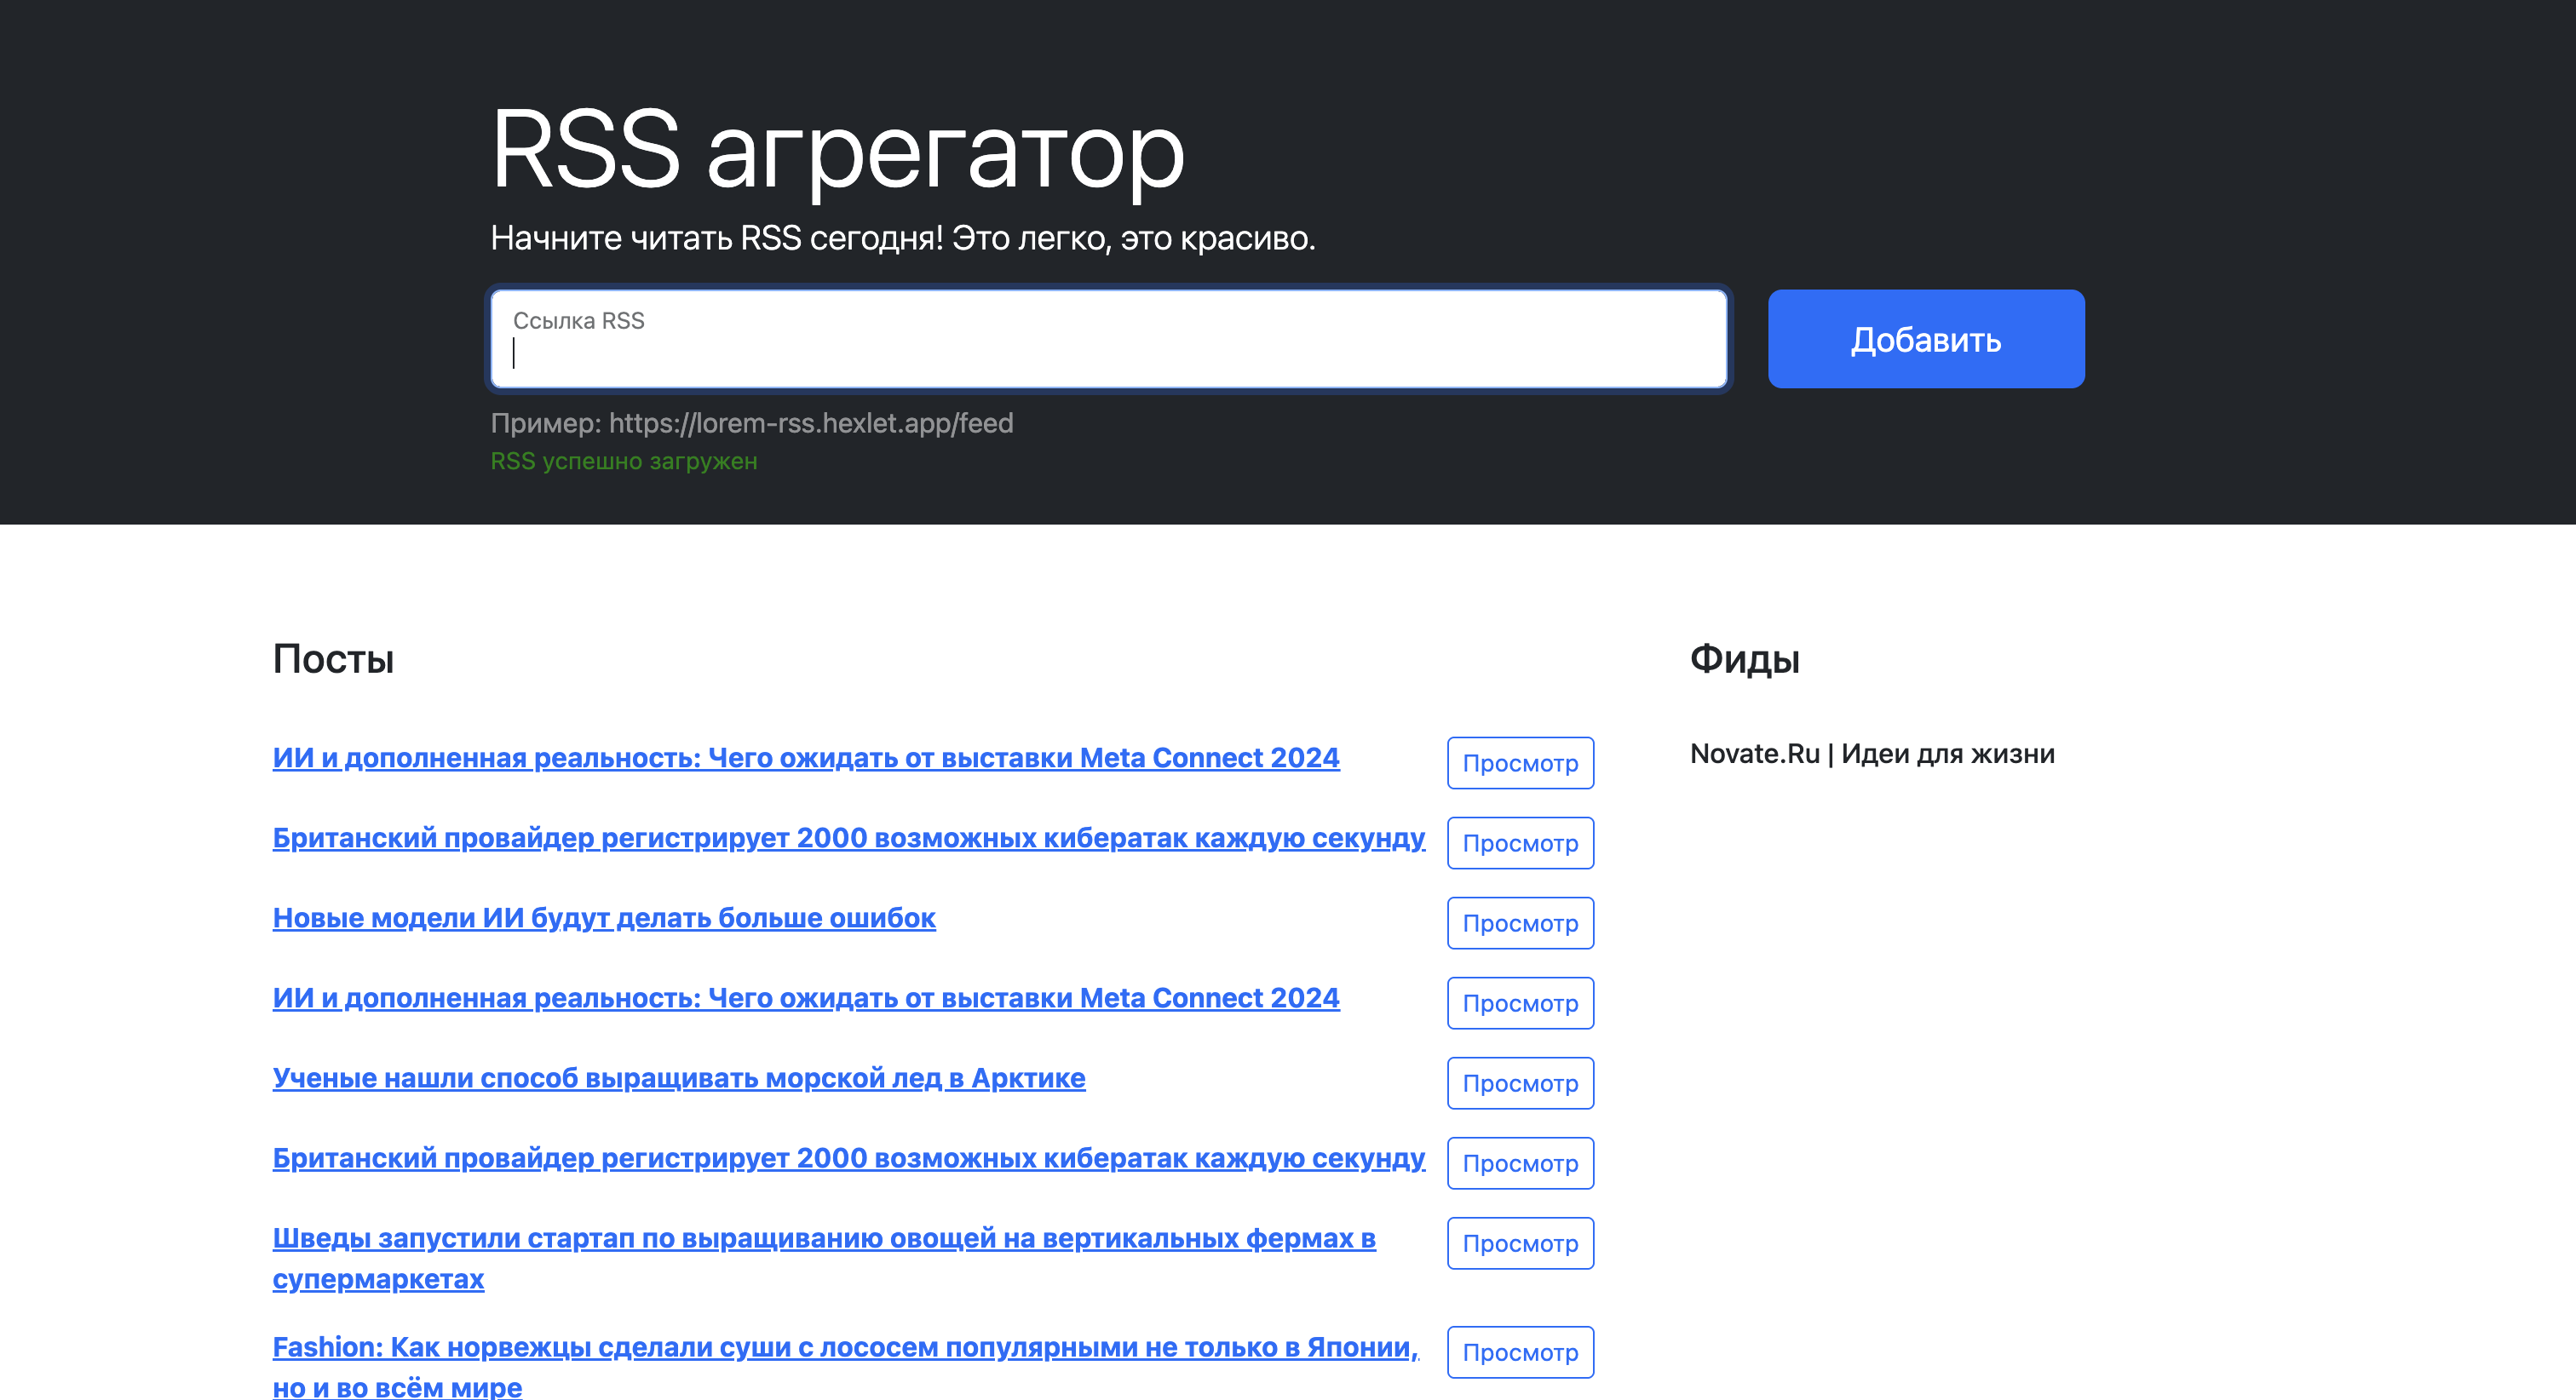 RSS агрегатор
Начните читать RSS сегодня! Это легко, это красиво.
Ссылка RSS
Добавить
Пример: https://lorem-rss.hexlet.app/feed
RSS успешно загружен
Посты
ИИ и дополненная реальность: Чего ожидать от выставки Meta Connect 2024
Просмотр
Британский провайдер регистрирует 2000 возможных кибератак каждую секунду
Просмотр
Новые модели ИИ будут делать больше ошибок
Просмотр
ИИ и дополненная реальность: Чего ожидать от выставки Meta Connect 2024
Просмотр
Ученые нашли способ выращивать морской лед в Арктике
Просмотр
Британский провайдер регистрирует 2000 возможных кибератак каждую секунду
Просмотр
Шведы запустили стартап по выращиванию овощей на вертикальных фермах в
супермаркетах
Просмотр
Fashion: Как норвежцы сделали суши с лососем популярными не только в Японии,
но и во всём мире
Просмотр
Фиды
Novate.Ru | Идеи для жизни